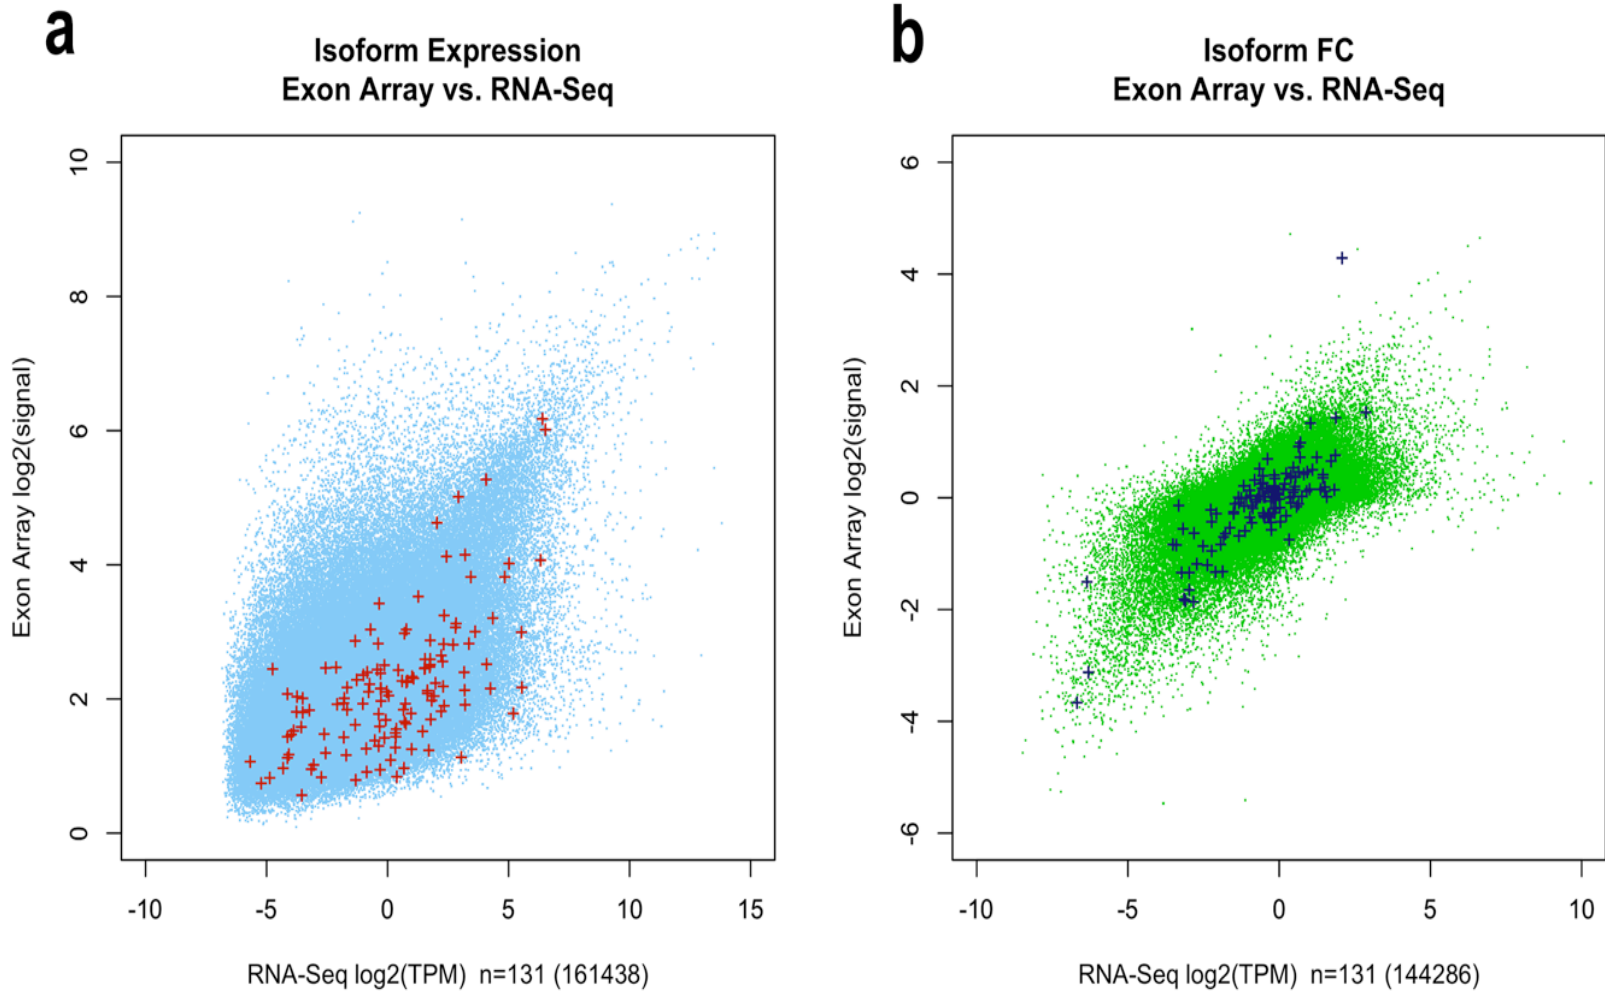 a
Isoform Expression
Exon Array vs. RNA-Seq
Exon Array log2(signal)
10
8
6
4
2
0
-10 -5 0 5 10 15
RNA-Seq log2(TPM) n=131 (161438)
b
Isoform FC
Exon Array vs. RNA-Seq
Exon Array log2(signal)
6
4
2
0
-2
-4
-6
-10 -5 0 5 10
RNA-Seq log2(TPM) n=131 (144286)